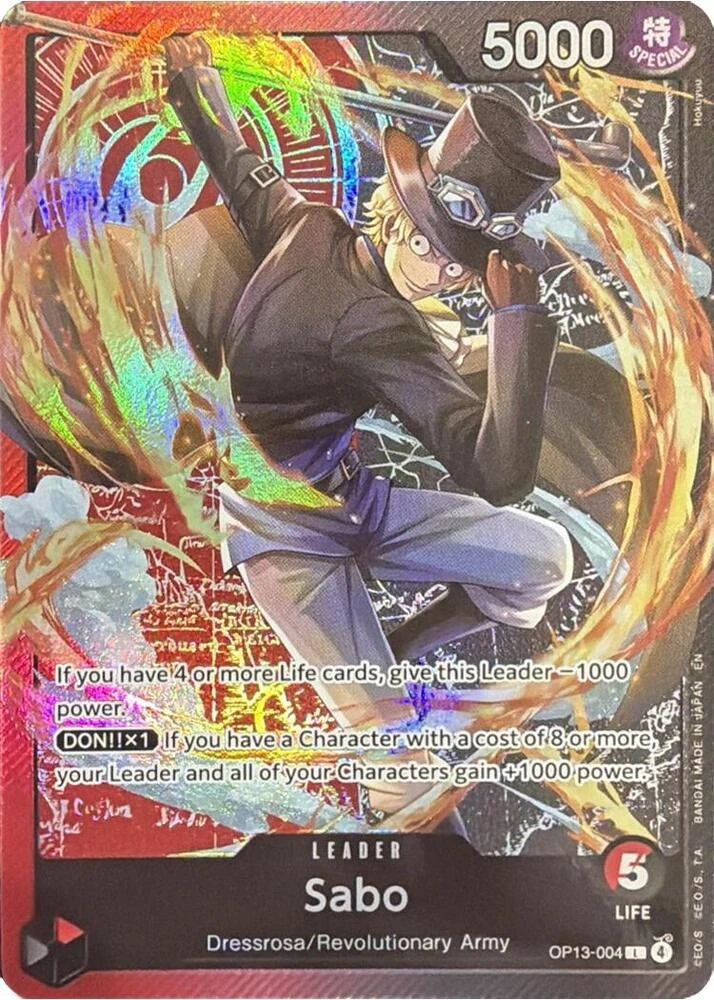 5000
特
SPECIAL
Hokuyuu
If you have 4 or more Life cards, give this Leader −1000
power.
DON!!×1 If you have a Character with a cost of 8 or more,
your Leader and all of your Characters gain +1000 power.
LEADER
Sabo
5
LIFE
Dressrosa/Revolutionary Army
OP13-004 L 4
©EO/S ©E.O./S., T.A. BANDAI MADE IN JAPAN EN